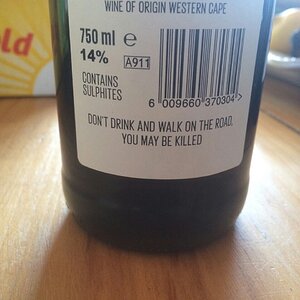 WINE OF ORIGIN WESTERN CAPE
750 ml e
14% A911
CONTAINS
SULPHITES
6 009660 370304 >
DON'T DRINK AND WALK ON THE ROAD,
YOU MAY BE KILLED
old